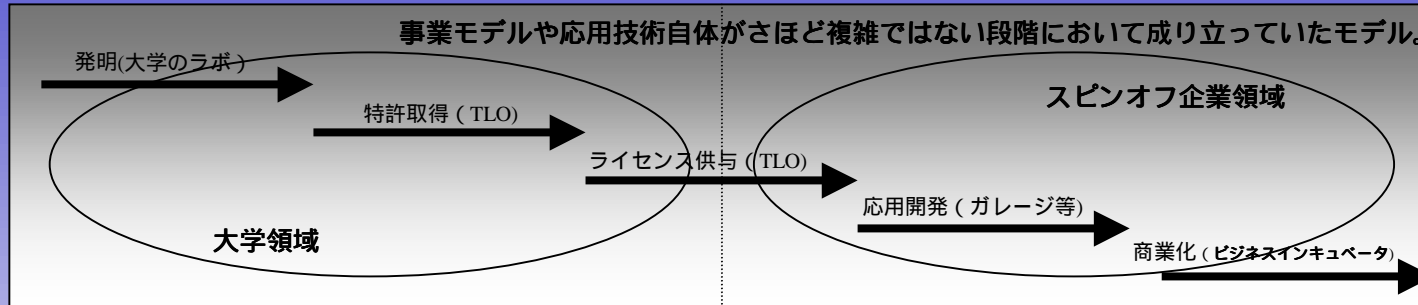 事業モデルや応用技術自体がさほど複雑ではない段階において成り立っていたモデル。
発明(大学のラボ)
スピンオフ企業領域
特許取得(TLO)
ライセンス供与(TLO)
応用開発(ガレージ等)
大学領域
商業化(ビジネスインキュベータ)